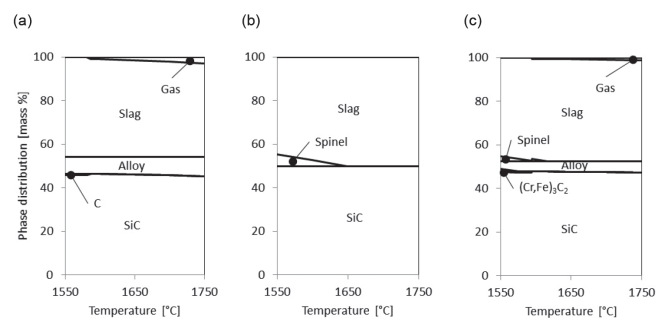 (a)
(b)
(c)
Phase distribution [mass %]
100
80
60
40
20
0
Gas
Slag
Alloy
C
SiC
1550
1650
1750
Temperature [°C]
100
80
60
40
20
0
Slag
Spinel
SiC
1550
1650
1750
Temperature [°C]
100
80
60
40
20
0
Gas
Slag
Spinel
Alloy
(Cr,Fe)3C2
SiC
1550
1650
1750
Temperature [°C]